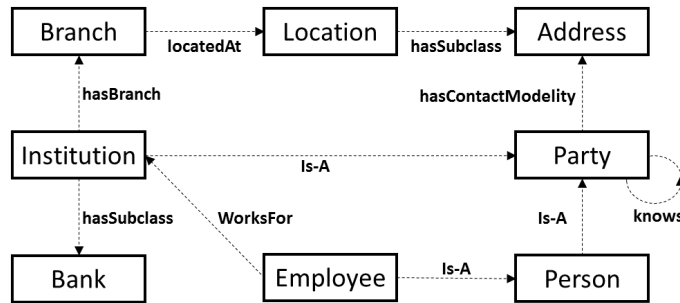 Branch
Location
Address
locatedAt
hasSubclass
hasBranch
hasContactModelity
Institution
Party
Is-A
hasSubclass
WorksFor
Is-A
knows
Bank
Employee
Is-A
Person